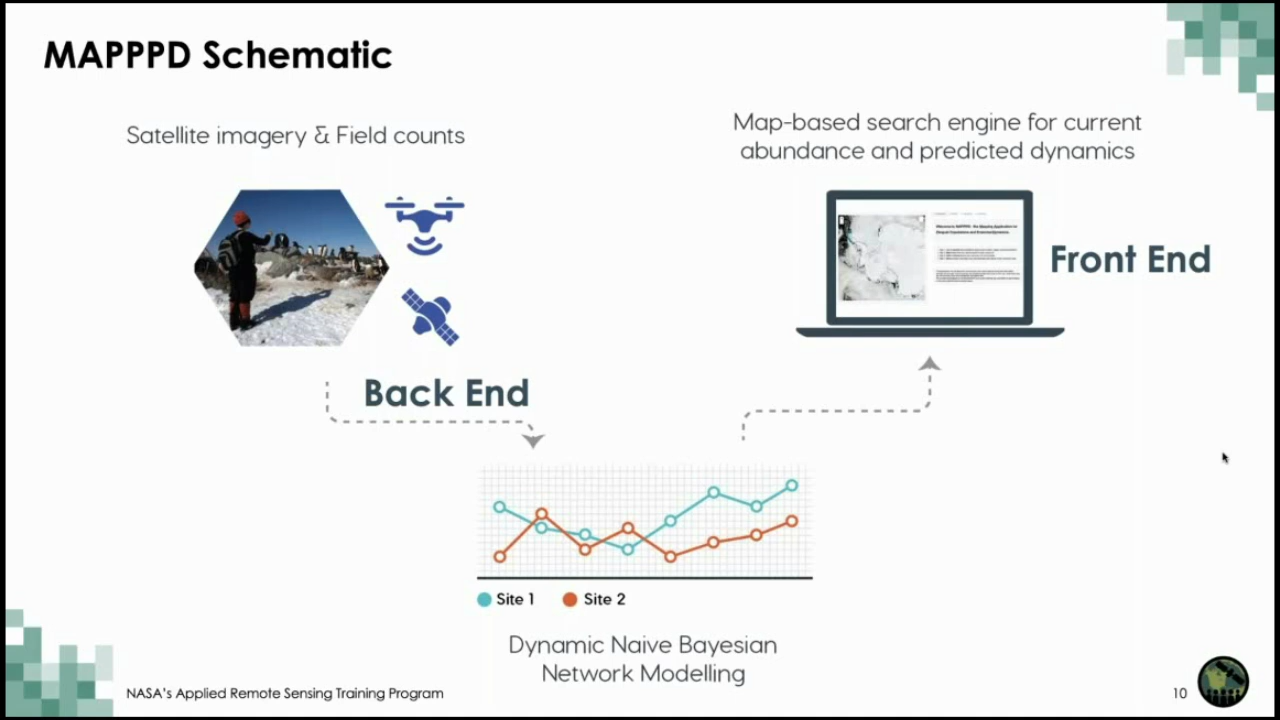 MAPPPD Schematic
Satellite imagery & Field counts
Map-based search engine for current
abundance and predicted dynamics
Front End
Back End
Site 1
Site 2
Dynamic Naive Bayesian
Network Modelling
NASA's Applied Remote Sensing Training Program
10